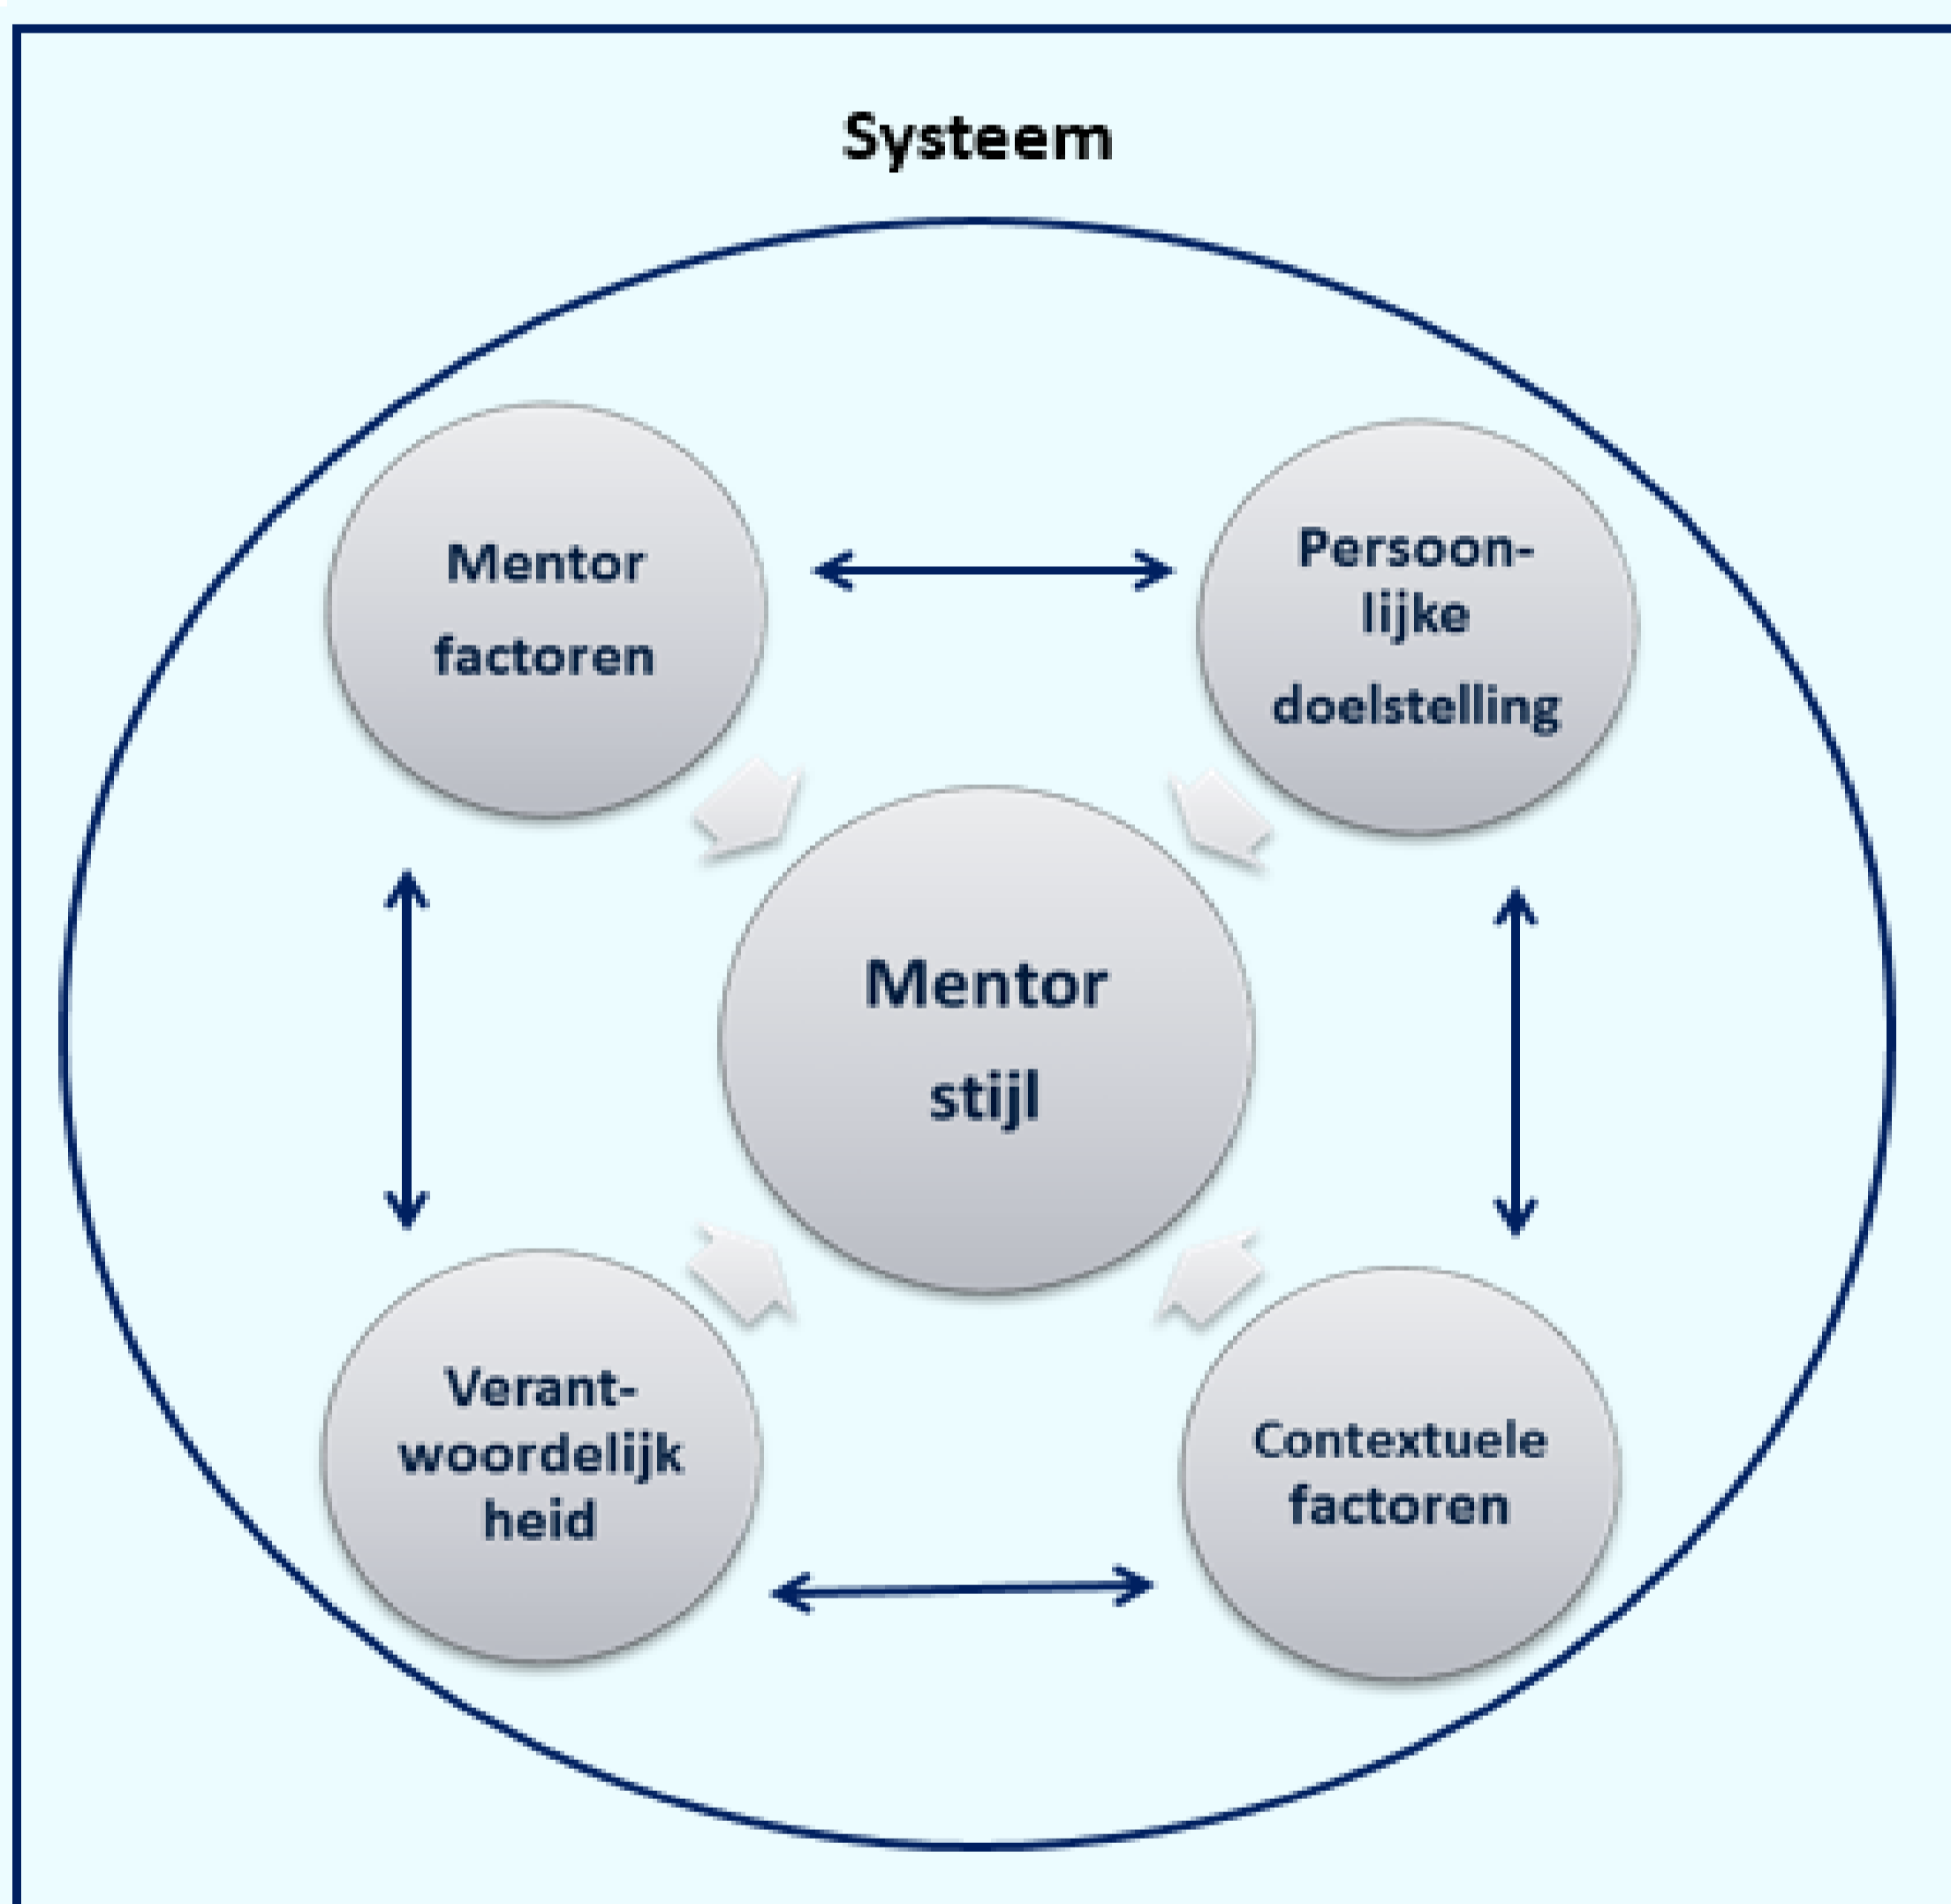 Systeem
Mentor
factoren
Persoon-
lijke
doelstelling
Mentor
stijl
Verant-
woordelijk
heid
Contextuele
factoren